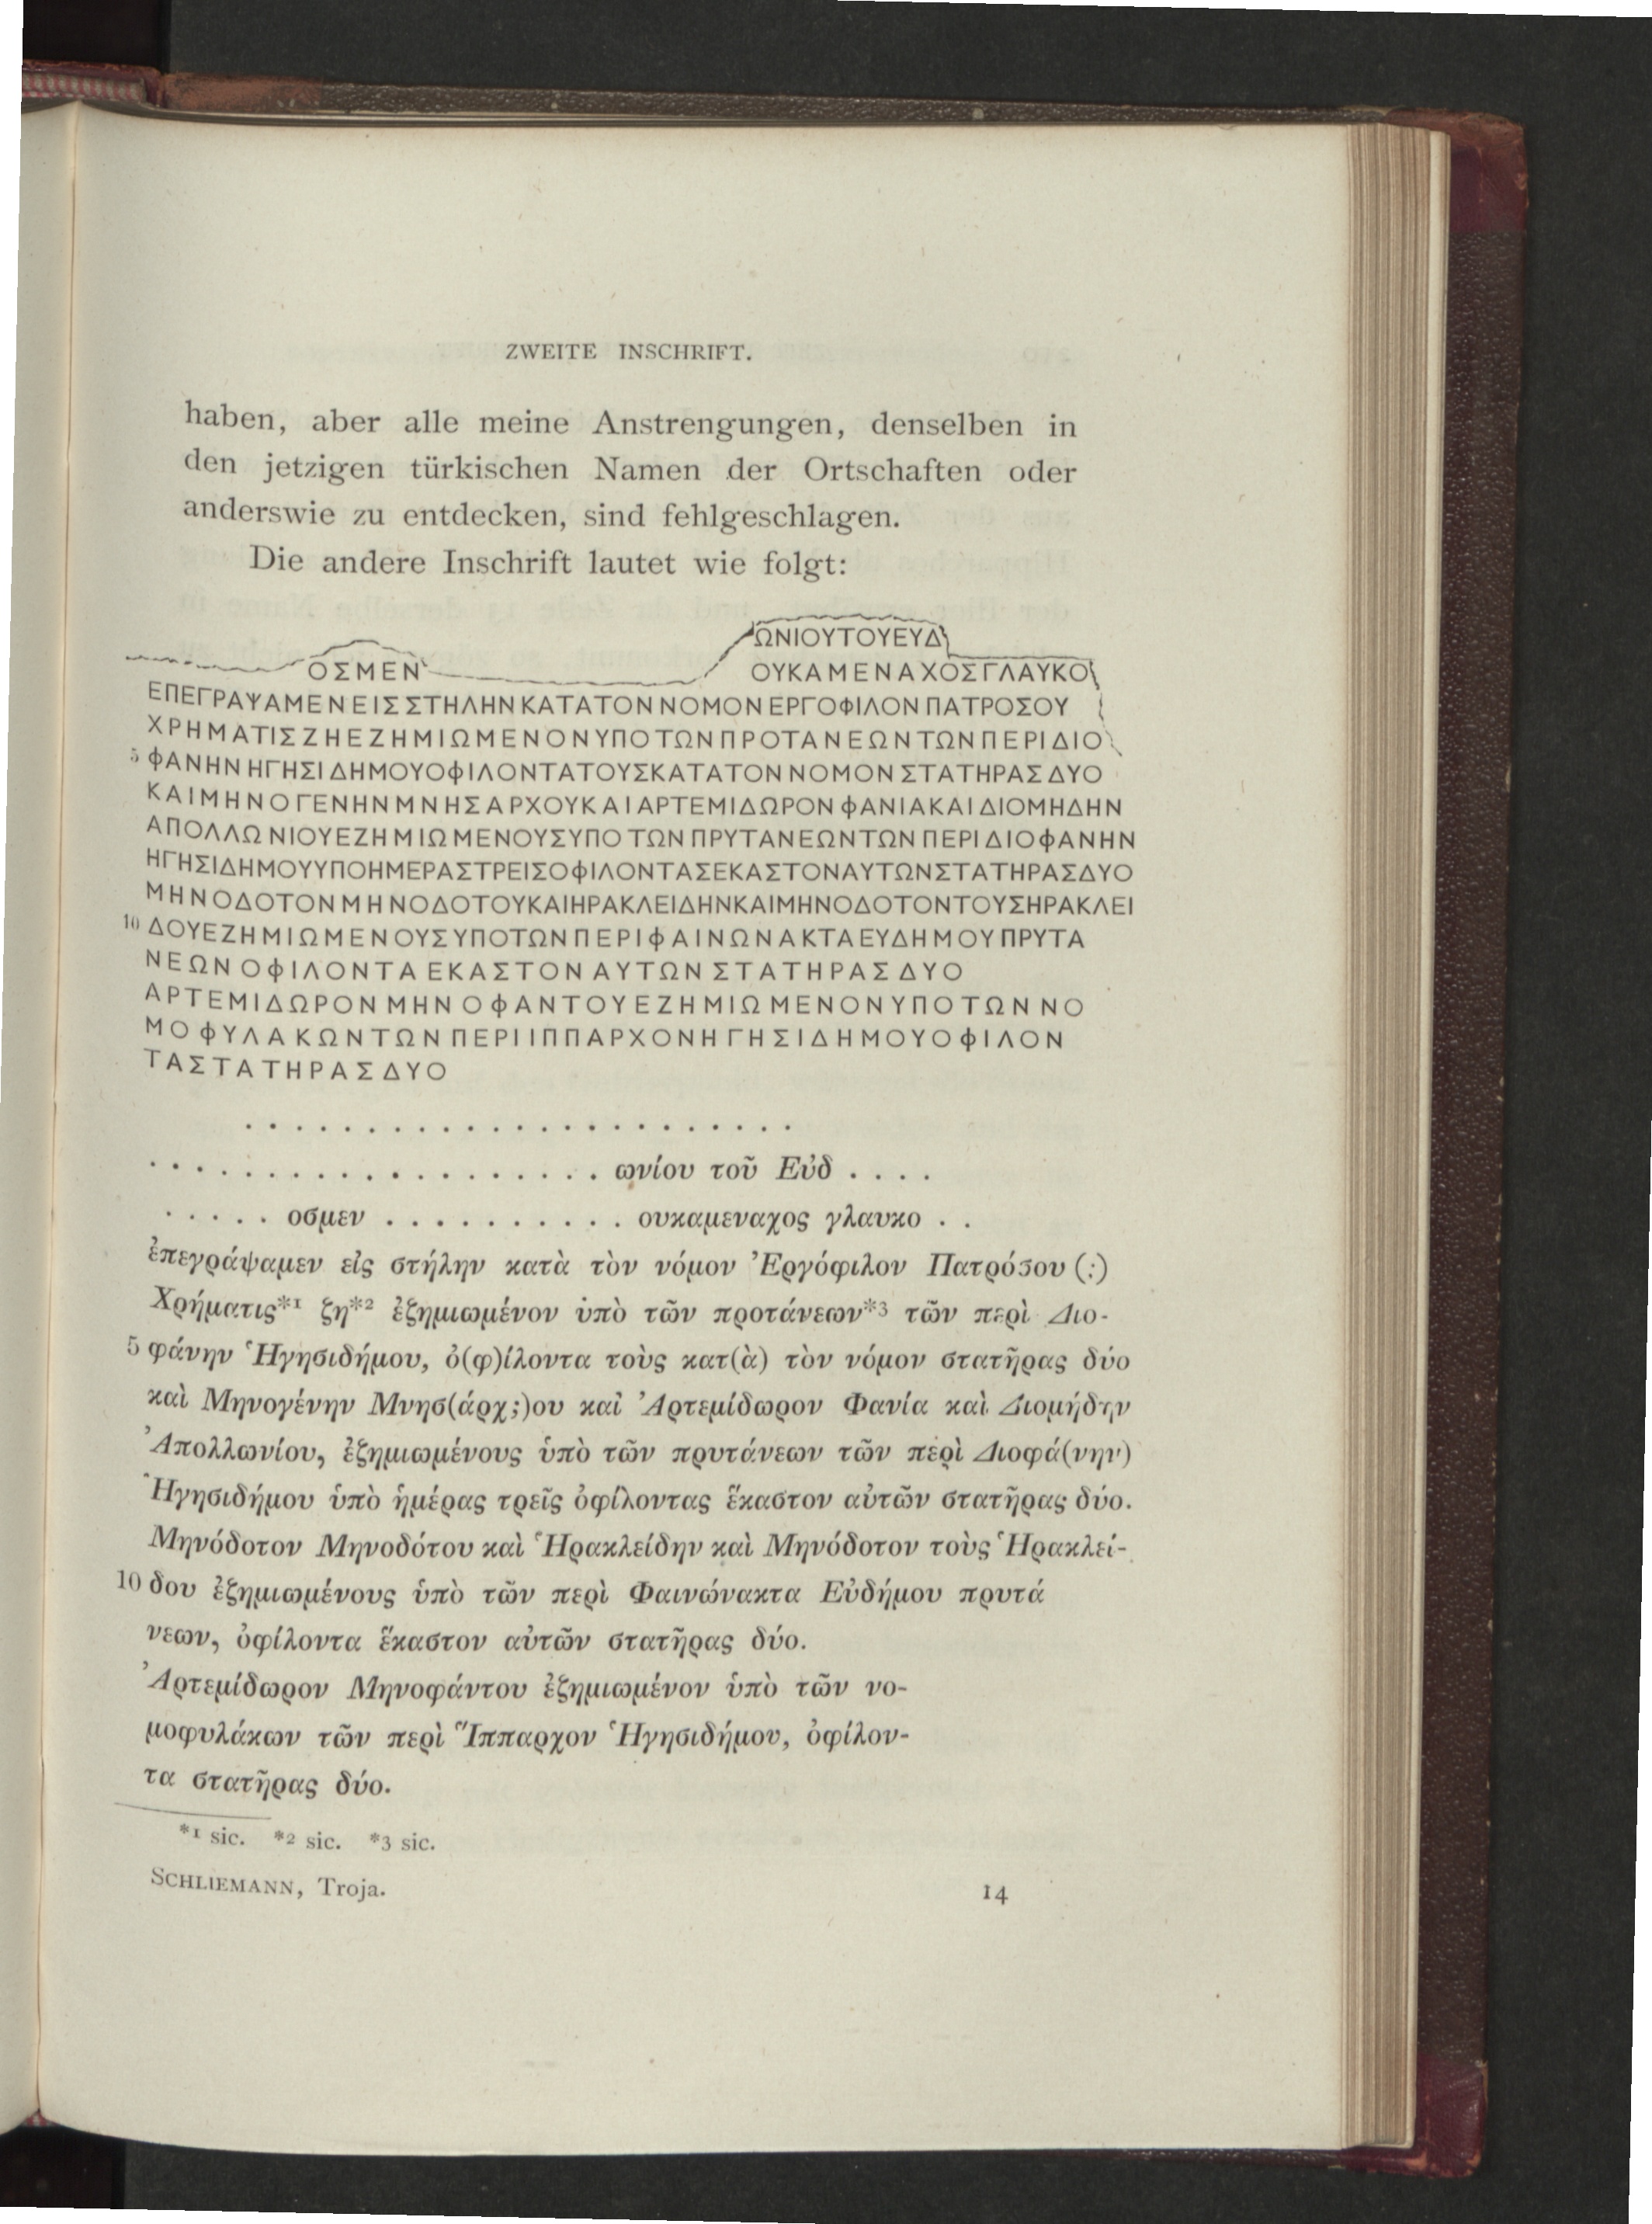 ZWEITE INSCHRIFT.
haben, aber alle meine Anstrengungen, denselben in
den jetzigen türkischen Namen der Ortschaften oder
anderswie zu entdecken, sind fehlgeschlagen.
Die andere Inschrift lautet wie folgt:
ΩΝΙΟΥΤΟΥΕΥΔ
ΟΣΜΕΝ ΟΥΚΑΜΕΝΑΧΟΣΓΛΑΥΚΟ
ΕΠΕΓΡΑΨΑΜΕΝΕΙΣΣΤΗΛΗΝΚΑΤΑΤΟΝΝΟΜΟΝΕΡΓΟΦΙΛΟΝΠΑΤΡΟΣΟΥ
ΧΡΗΜΑΤΙΣΖΗΕΖΗΜΙΩΜΕΝΟΝΥΠΟΤΩΝΠΡΟΤΑΝΕΩΝΤΩΝΠΕΡΙΔΙΟ
5 ΦΑΝΗΝΗΓΗΣΙΔΗΜΟΥΟΦΙΛΟΝΤΑΤΟΥΣΚΑΤΑΤΟΝΝΟΜΟΝΣΤΑΤΗΡΑΣΔΥΟ
ΚΑΙΜΗΝΟΓΕΝΗΝΜΝΗΣΑΡΧΟΥΚΑΙΑΡΤΕΜΙΔΩΡΟΝΦΑΝΙΑΚΑΙΔΙΟΜΗΔΗΝ
ΑΠΟΛΛΩΝΙΟΥΕΖΗΜΙΩΜΕΝΟΥΣΥΠΟΤΩΝΠΡΥΤΑΝΕΩΝΤΩΝΠΕΡΙΔΙΟΦΑΝΗΝ
ΗΓΗΣΙΔΗΜΟΥΥΠΟΗΜΕΡΑΣΤΡΕΙΣΟΦΙΛΟΝΤΑΣΕΚΑΣΤΟΝΑΥΤΩΝΣΤΑΤΗΡΑΣΔΥΟ
ΜΗΝΟΔΟΤΟΝΜΗΝΟΔΟΤΟΥΚΑΙΗΡΑΚΛΕΙΔΗΝΚΑΙΜΗΝΟΔΟΤΟΝΤΟΥΣΗΡΑΚΛΕΙ
10 ΔΟΥΕΖΗΜΙΩΜΕΝΟΥΣΥΠΟΤΩΝΠΕΡΙΦΑΙΝΩΝΑΚΤΑΕΥΔΗΜΟΥΠΡΥΤΑ
ΝΕΩΝΟΦΙΛΟΝΤΑΕΚΑΣΤΟΝΑΥΤΩΝΣΤΑΤΗΡΑΣΔΥΟ
ΑΡΤΕΜΙΔΩΡΟΝΜΗΝΟΦΑΝΤΟΥΕΖΗΜΙΩΜΕΝΟΝΥΠΟΤΩΝΝΟ
ΜΟΦΥΛΑΚΩΝΤΩΝΠΕΡΙΙΠΠΑΡΧΟΝΗΓΗΣΙΔΗΜΟΥΟΦΙΛΟΝ
ΤΑΣΤΑΤΗΡΑΣΔΥΟ
. . . . . . . . . . . . . . . . . . . . . . .
. . . . . . . . . . . . . . . . . . . ωνίου τοῦ Εὐδ . . . .
. . . . . οσμεν . . . . . . . . . . ουκαμεναχος γλαυκο . .
ἐπεγράψαμεν εἰς στήλην κατὰ τὸν νόμον Ἐργόφιλον Πατρόσου (:)
Χρήματις*1 ζη*2 ἐζημιωμένον ὑπὸ τῶν προτάνεων*3 τῶν περὶ Διο-
5 φάνην Ἡγησιδήμου, ὀ(φ)ίλοντα τοὺς κατ(ὰ) τὸν νόμον στατῆρας δύο
καὶ Μηνογένην Μνησ(άρχ;)ου καὶ Ἀρτεμίδωρον Φανία καὶ Διομήδην
Ἀπολλωνίου, ἐζημιωμένους ὑπὸ τῶν πρυτάνεων τῶν περὶ Διοφά(νην)
Ἡγησιδήμου ὑπὸ ἡμέρας τρεῖς ὀφίλοντας ἕκαστον αὐτῶν στατῆρας δύο.
Μηνόδοτον Μηνοδότου καὶ Ἡρακλείδην καὶ Μηνόδοτον τοὺς Ἡρακλεί-
10 δου ἐζημιωμένους ὑπὸ τῶν περὶ Φαινώνακτα Εὐδήμου πρυτά
νεων, ὀφίλοντα ἕκαστον αὐτῶν στατῆρας δύο.
Ἀρτεμίδωρον Μηνοφάντου ἐζημιωμένον ὑπὸ τῶν νο-
μοφυλάκων τῶν περὶ Ἵππαρχον Ἡγησιδήμου, ὀφίλον-
τα στατῆρας δύο.
*1 sic. *2 sic. *3 sic.
SCHLIEMANN, Troja. 14